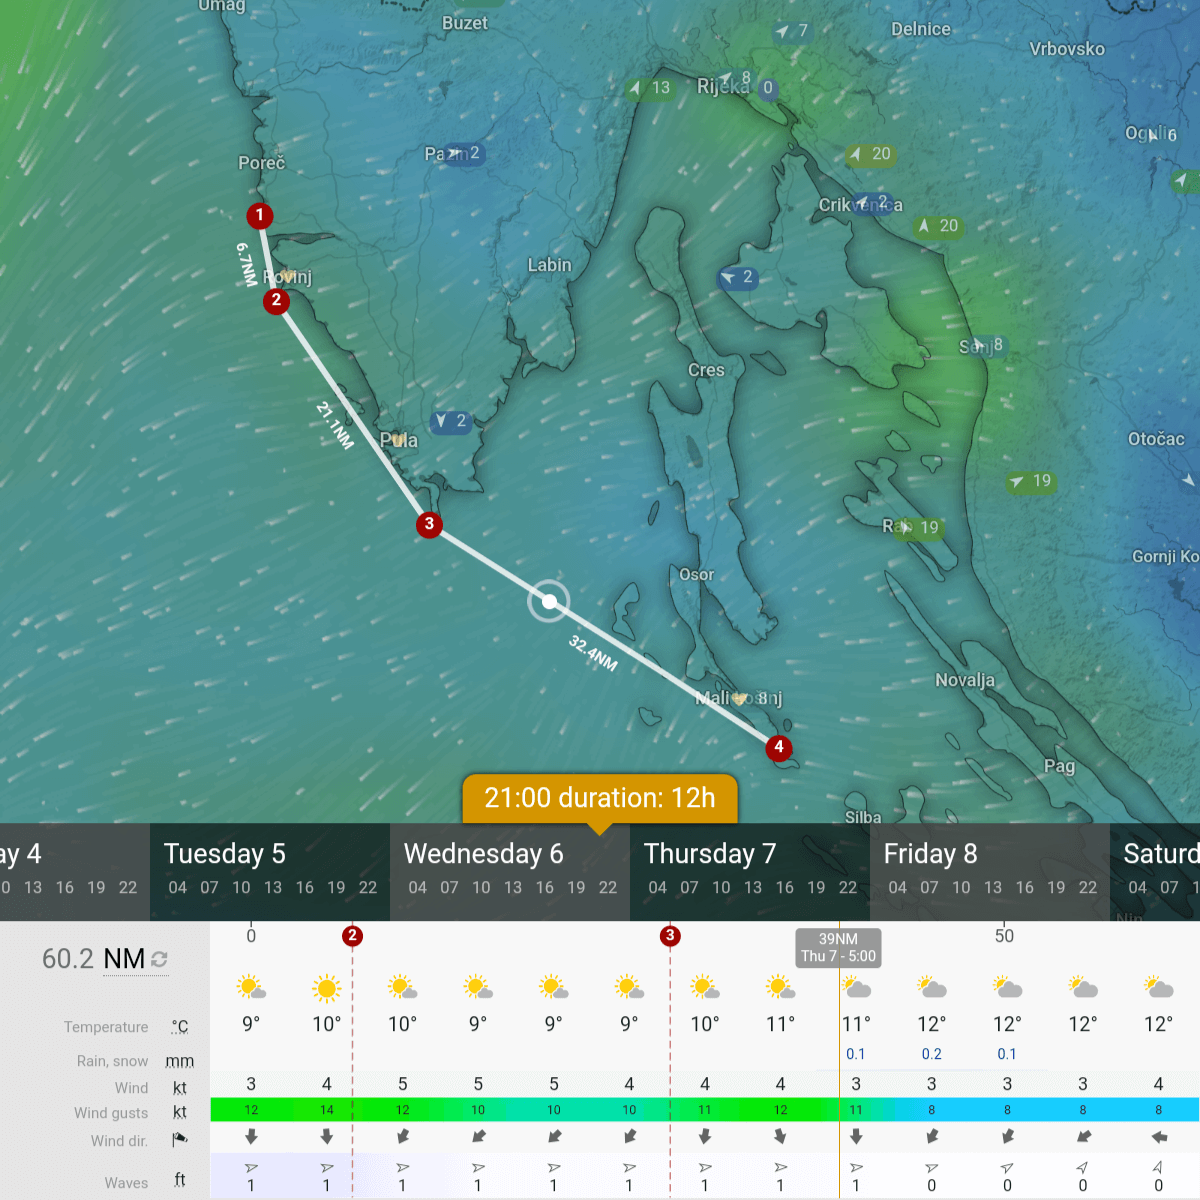 Umag
Buzet
7
Delnice
Vrbovsko
13
Rijeka
8
0
20
6
Poreč
2
Crikvenica
2
20
1
6.7NM
Rovinj
2
Labin
2
Senj
8
Cres
21.1NM
Pula
2
Otočac
19
3
19
Gornji Ko
Osor
32.4NM
Novalja
4
Pag
21:00 duration: 12h
Silba
ay 4
Tuesday 5
Wednesday 6
Thursday 7
Friday 8
Saturd
0 13 16 19 22
04 07 10 13 16 19 22
04 07 10 13 16 19 22
04 07 10 13 16 19 22
04 07 10 13 16 19 22
04 07 1
Nin
0 2 3 50
39NM
Thu 7 - 5:00
60.2 NM
Temperature °C 9° 10° 10° 9° 9° 9° 10° 11° 11° 12° 12° 12° 12°
Rain, snow mm 0.1 0.2 0.1
Wind kt 3 4 5 5 5 4 4 4 3 3 3 3 4
Wind gusts kt 12 14 12 10 10 10 11 12 11 8 8 8 8
Wind dir.
Waves ft 1 1 1 1 1 1 1 1 1 0 0 0 0